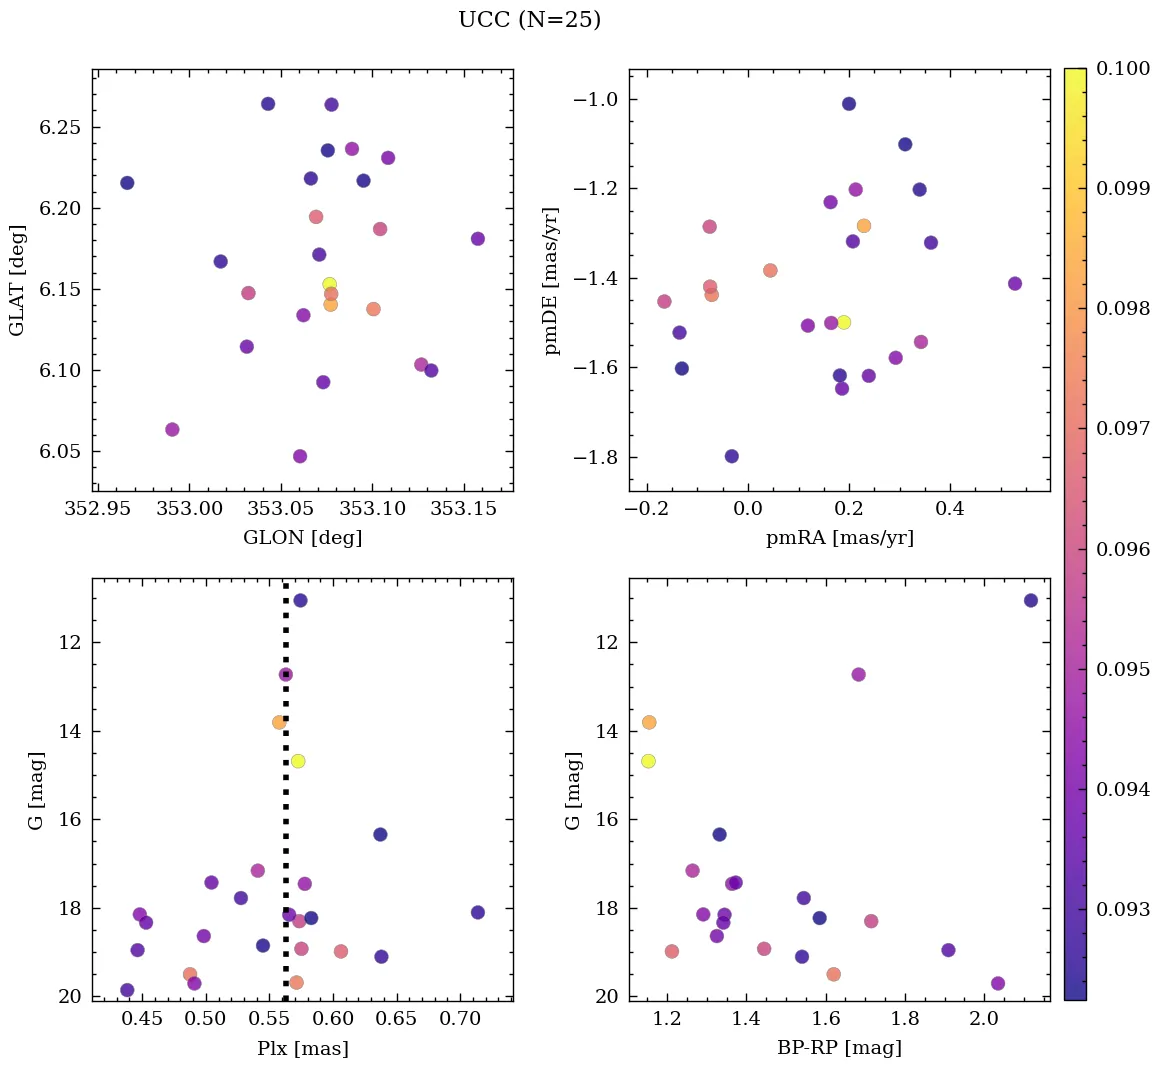 UCC (N=25)
6.25
6.20
6.15
6.10
6.05
GLAT [deg]
352.95 353.00 353.05 353.10 353.15
GLON [deg]
−1.0
−1.2
−1.4
−1.6
−1.8
pmDE [mas/yr]
−0.2 0.0 0.2 0.4
pmRA [mas/yr]
0.100
0.099
0.098
0.097
0.096
0.095
0.094
0.093
12
14
16
18
20
G [mag]
0.45 0.50 0.55 0.60 0.65 0.70
Plx [mas]
12
14
16
18
20
G [mag]
1.2 1.4 1.6 1.8 2.0
BP-RP [mag]